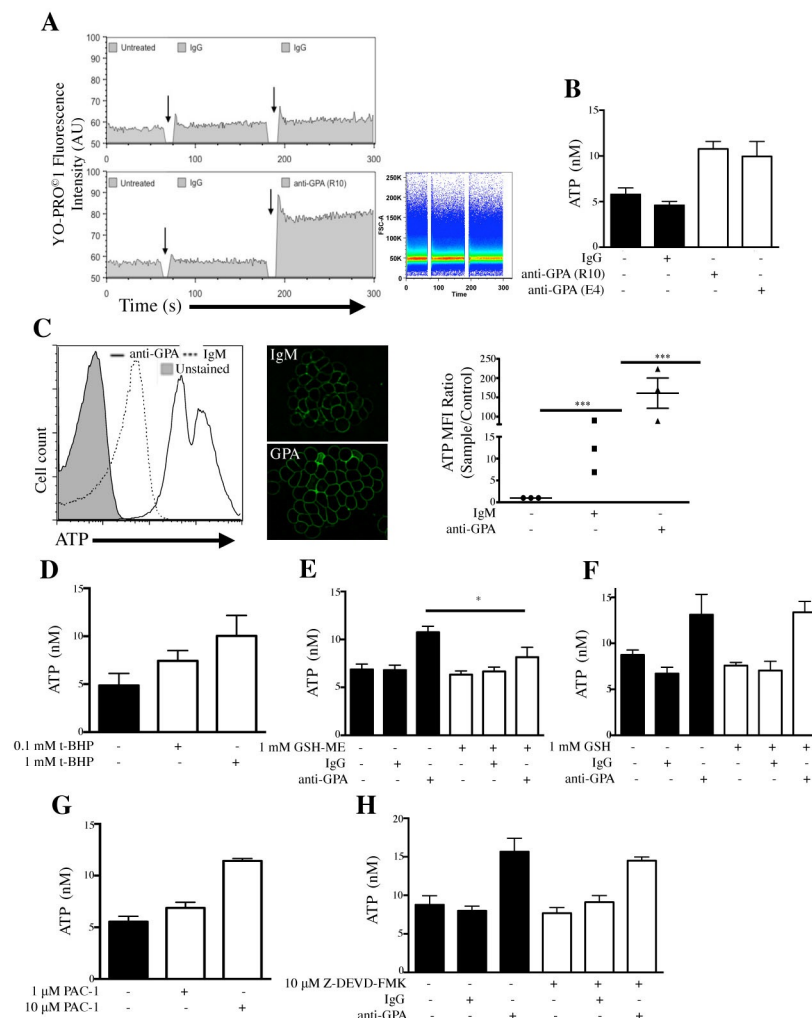 A
YO-PRO© 1 Fluorescence
Intensity (AU)
100
90
80
70
60
50
Untreated
IgG
IgG
0
100
200
300
100
90
80
70
60
50
Untreated
IgG
anti-GPA (R10)
0
100
200
300
Time (s)
FSC-A
250K
200K
150K
100K
50K
0
0
50
100
150
200
250
300
Time
B
ATP (nM)
15
10
5
0
IgG - + - -
anti-GPA (R10) - - + -
anti-GPA (E4) - - - +
C
anti-GPA IgM
Unstained
Cell count
ATP
IgM
GPA
ATP MFI Ratio
(Sample/Control)
250
200
150
100
50
15
10
5
0
***
***
IgM - + -
anti-GPA - - +
D
ATP (nM)
15
10
5
0
0.1 mM t-BHP - + -
1 mM t-BHP - - +
E
ATP (nM)
15
10
5
0
*
1 mM GSH-ME - - - + + +
IgG - + - - + -
anti-GPA - - + - - +
F
ATP (nM)
15
10
5
0
1 mM GSH - - - + + +
IgG - + - - + -
anti-GPA - - + - - +
G
ATP (nM)
15
10
5
0
1 µM PAC-1 - + -
10 µM PAC-1 - - +
H
ATP (nM)
20
15
10
5
0
10 µM Z-DEVD-FMK - - - + + +
IgG - + - - + -
anti-GPA - - + - - +